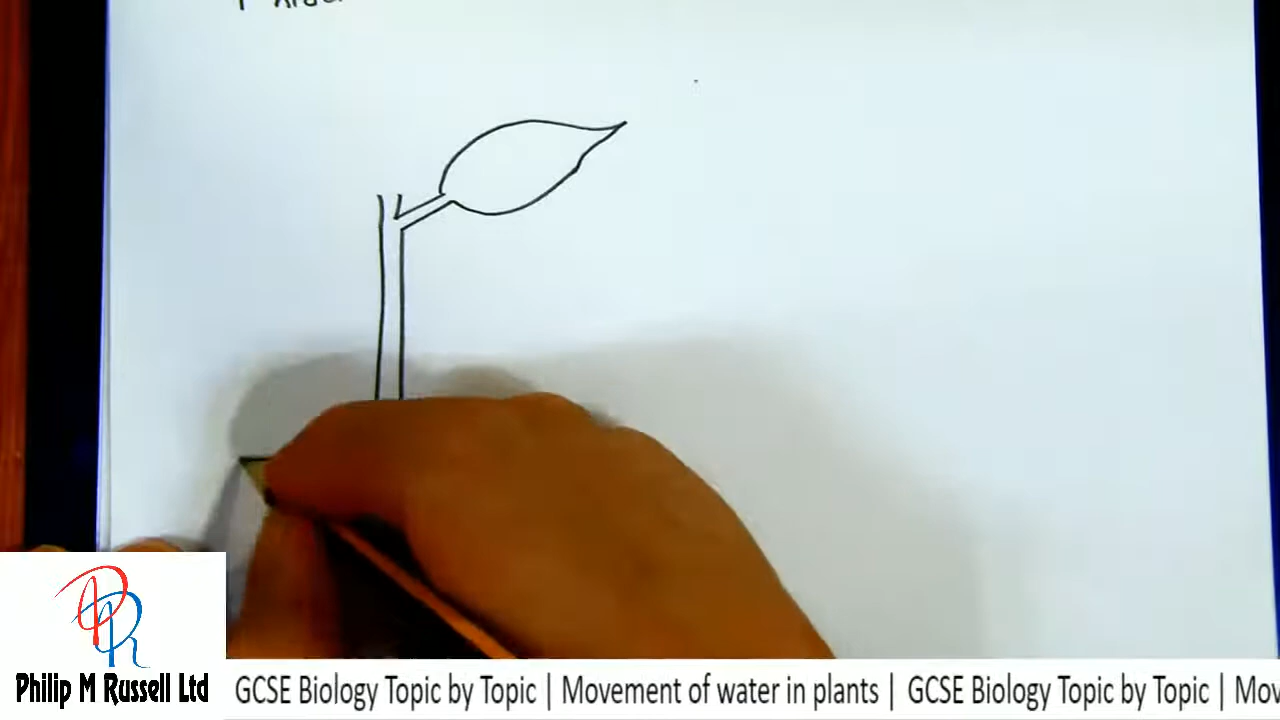 Philip M Russell Ltd
GCSE Biology Topic by Topic | Movement of water in plants | GCSE Biology Topic by Topic | Mov